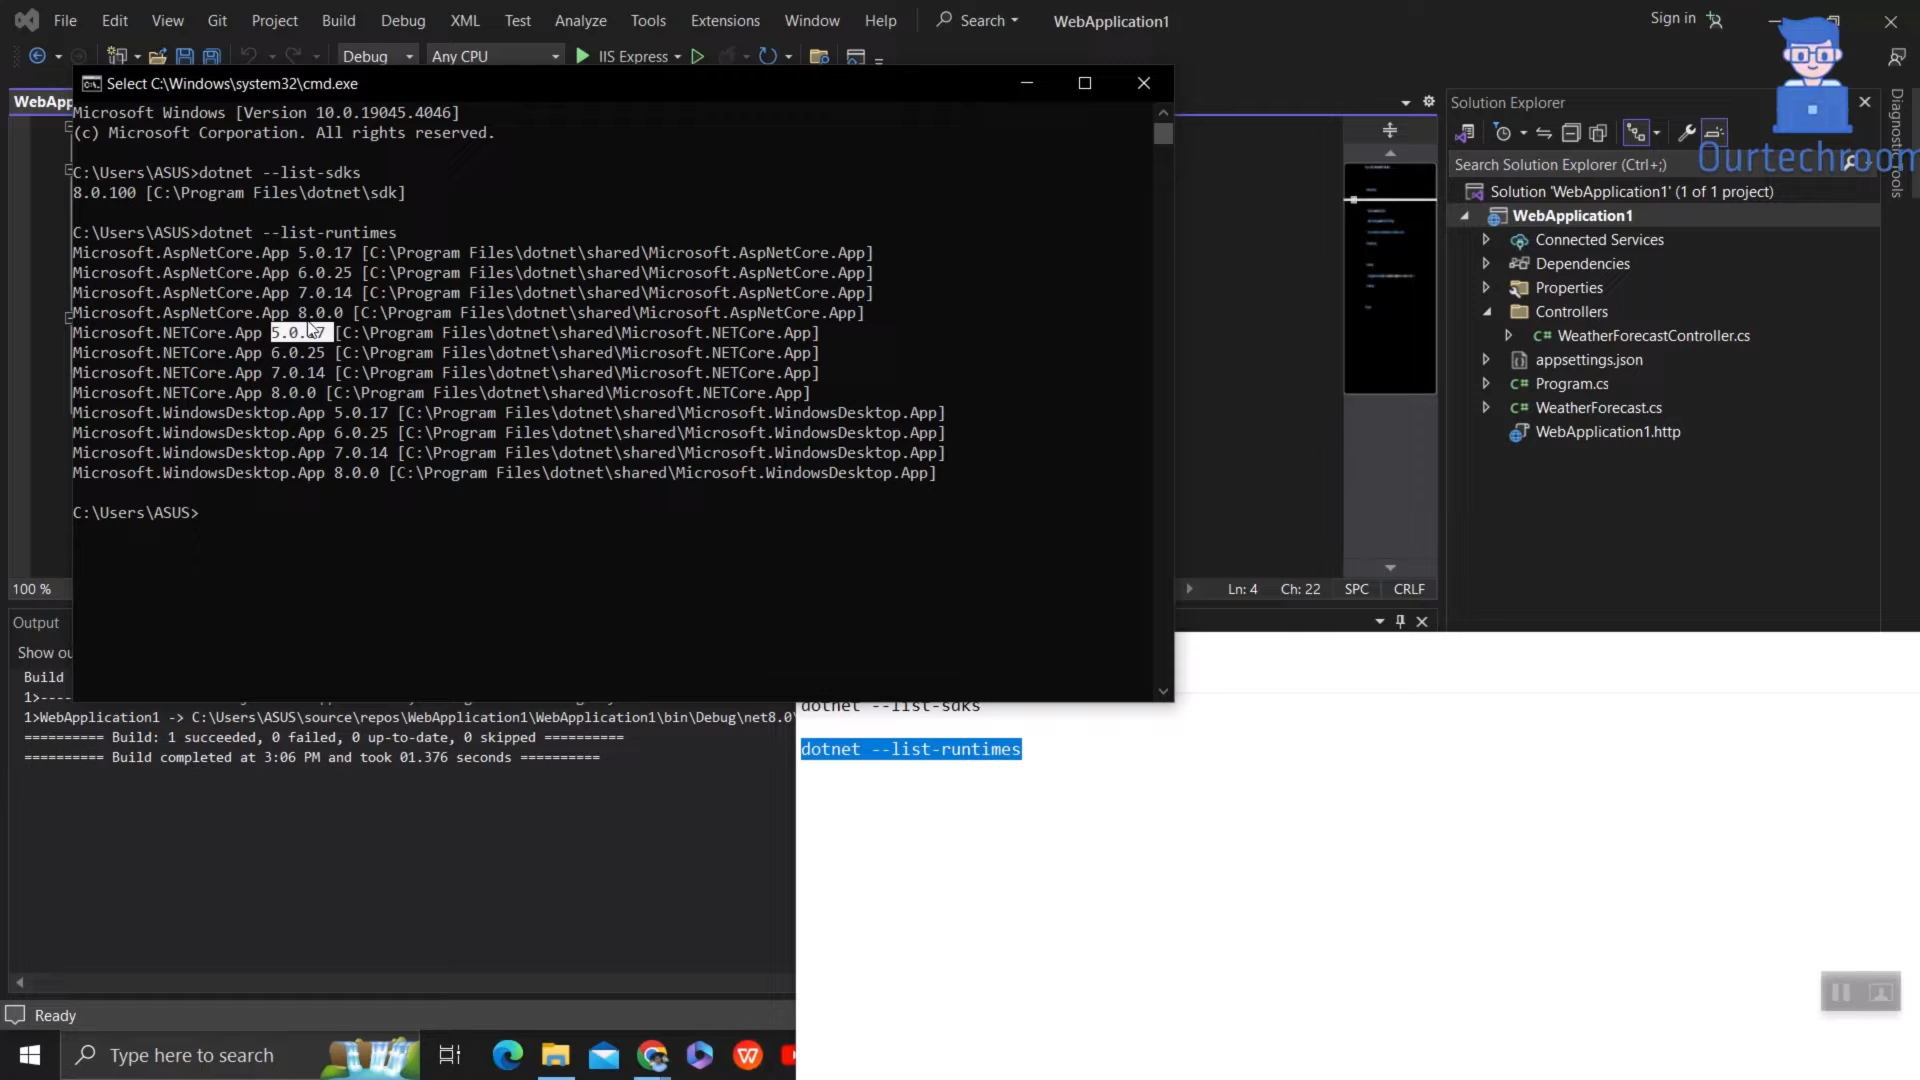 File Edit View Git Project Build Debug XML Test Analyze Tools Extensions Window Help Search WebApplication1 Sign in
Debug Any CPU IIS Express
Select C:\Windows\system32\cmd.exe
WebApp
Microsoft Windows [Version 10.0.19045.4046]
(c) Microsoft Corporation. All rights reserved.
C:\Users\ASUS>dotnet --list-sdks
8.0.100 [C:\Program Files\dotnet\sdk]
C:\Users\ASUS>dotnet --list-runtimes
Microsoft.AspNetCore.App 5.0.17 [C:\Program Files\dotnet\shared\Microsoft.AspNetCore.App]
Microsoft.AspNetCore.App 6.0.25 [C:\Program Files\dotnet\shared\Microsoft.AspNetCore.App]
Microsoft.AspNetCore.App 7.0.14 [C:\Program Files\dotnet\shared\Microsoft.AspNetCore.App]
Microsoft.AspNetCore.App 8.0.0 [C:\Program Files\dotnet\shared\Microsoft.AspNetCore.App]
Microsoft.NETCore.App 5.0.17 [C:\Program Files\dotnet\shared\Microsoft.NETCore.App]
Microsoft.NETCore.App 6.0.25 [C:\Program Files\dotnet\shared\Microsoft.NETCore.App]
Microsoft.NETCore.App 7.0.14 [C:\Program Files\dotnet\shared\Microsoft.NETCore.App]
Microsoft.NETCore.App 8.0.0 [C:\Program Files\dotnet\shared\Microsoft.NETCore.App]
Microsoft.WindowsDesktop.App 5.0.17 [C:\Program Files\dotnet\shared\Microsoft.WindowsDesktop.App]
Microsoft.WindowsDesktop.App 6.0.25 [C:\Program Files\dotnet\shared\Microsoft.WindowsDesktop.App]
Microsoft.WindowsDesktop.App 7.0.14 [C:\Program Files\dotnet\shared\Microsoft.WindowsDesktop.App]
Microsoft.WindowsDesktop.App 8.0.0 [C:\Program Files\dotnet\shared\Microsoft.WindowsDesktop.App]
C:\Users\ASUS>
100 %
Ln: 4 Ch: 22 SPC CRLF
Solution Explorer
Search Solution Explorer (Ctrl+;)
Ourtechroom
Solution 'WebApplication1' (1 of 1 project)
WebApplication1
Connected Services
Dependencies
Properties
Controllers
C# WeatherForecastController.cs
appsettings.json
C# Program.cs
C# WeatherForecast.cs
WebApplication1.http
Output
Show ou
Build
1>----
1>WebApplication1 -> C:\Users\ASUS\source\repos\WebApplication1\WebApplication1\bin\Debug\net8.0\
========== Build: 1 succeeded, 0 failed, 0 up-to-date, 0 skipped ==========
========== Build completed at 3:06 PM and took 01.376 seconds ==========
dotnet --list-sdks
dotnet --list-runtimes
Ready
Type here to search